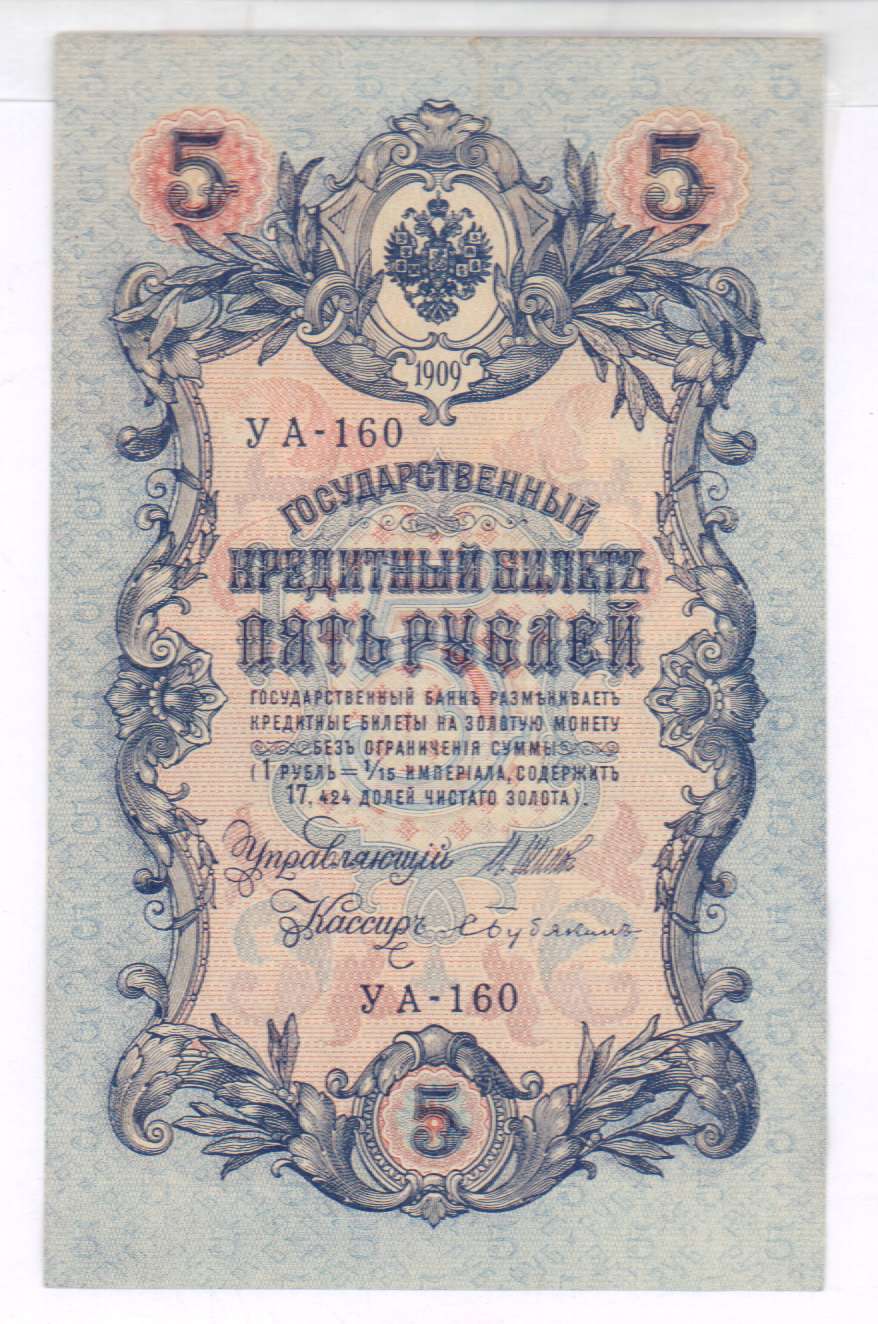 5 5
1909
УА-160
ГОСУДАРСТВЕННЫЙ
КРЕДИТНЫЙ БИЛЕТЪ
ПЯТЬ РУБЛЕЙ
ГОСУДАРСТВЕННЫЙ БАНКЪ РАЗМѢНИВАЕТЪ
КРЕДИТНЫЕ БИЛЕТЫ НА ЗОЛОТУЮ МОНЕТУ
БЕЗЪ ОГРАНИЧЕНІЯ СУММЫ
(1 РУБЛЬ = 1/15 ИМПЕРІАЛА, СОДЕРЖИТЪ
17,424 ДОЛЕЙ ЧИСТАГО ЗОЛОТА).
Управляющій
Кассиръ
УА-160
5